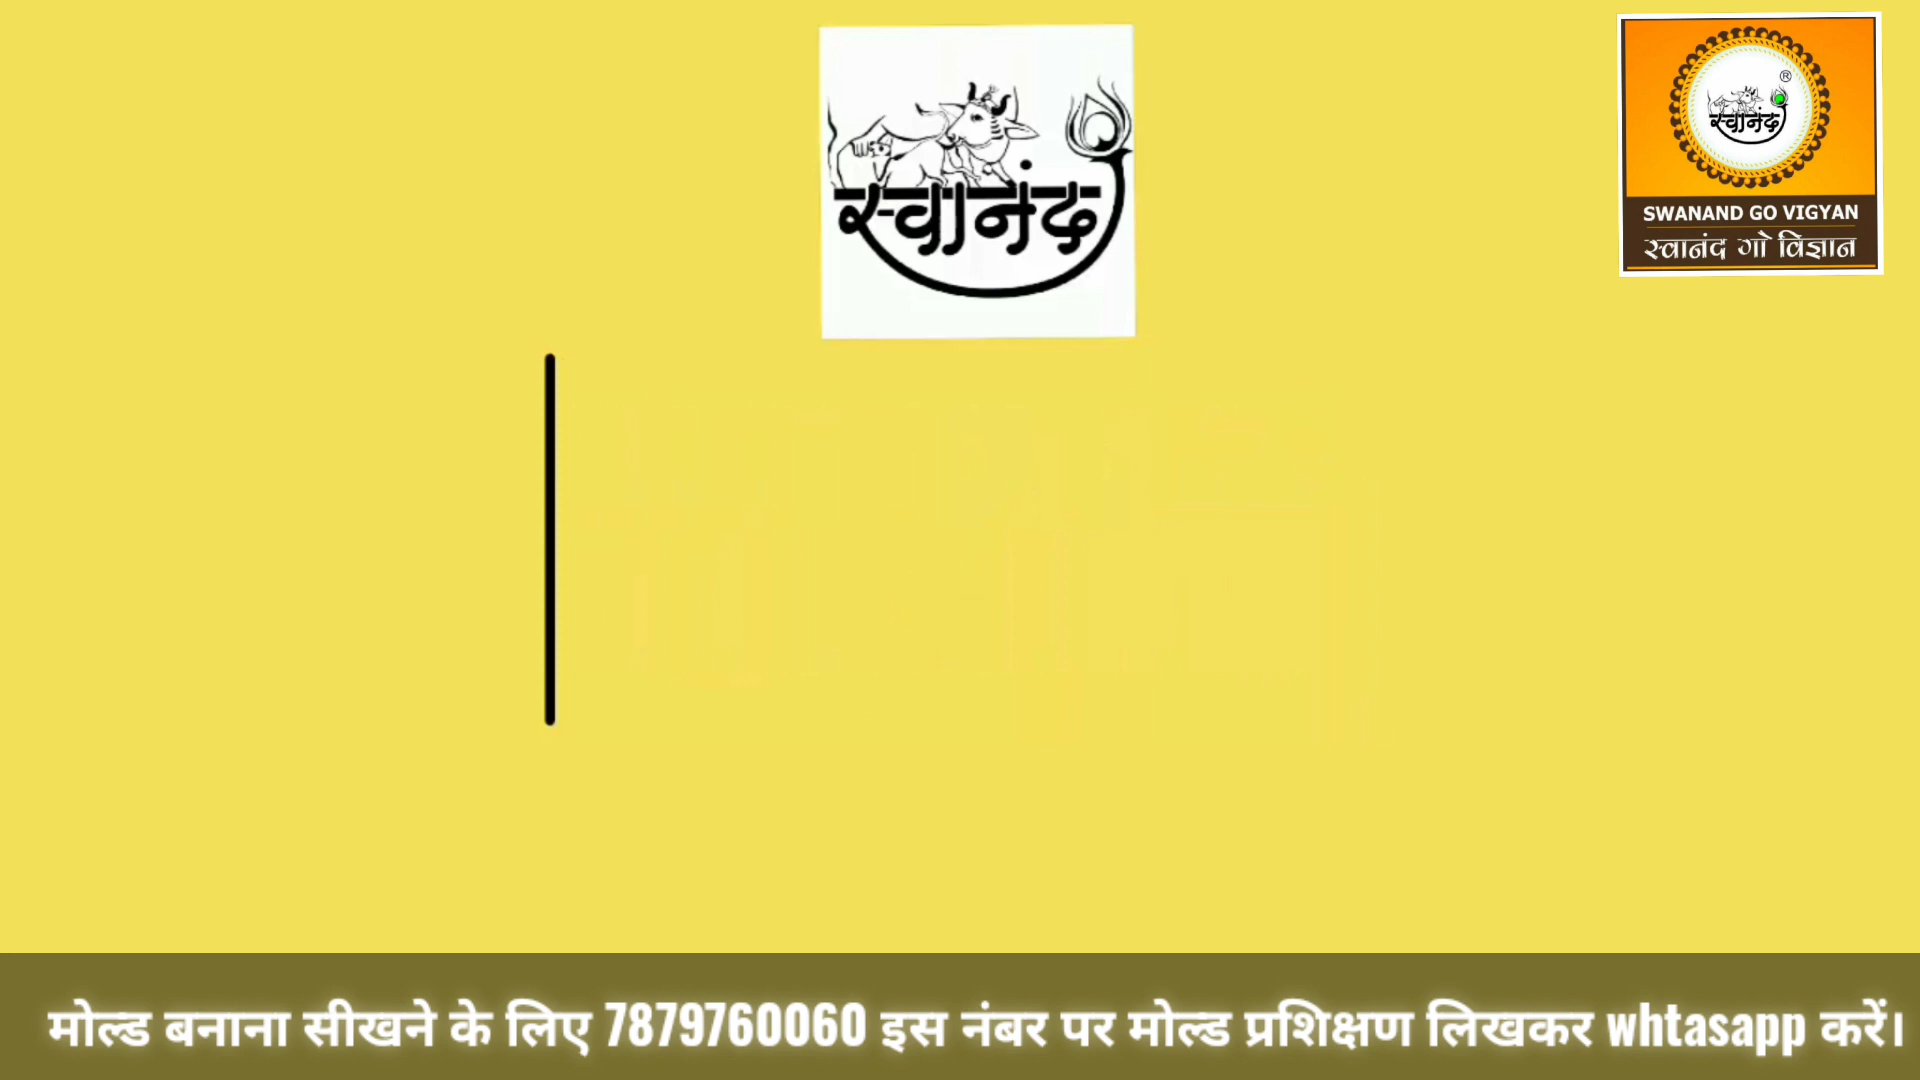 स्वानंद
®
स्वानंद
SWANAND GO VIGYAN
स्वानंद गो विज्ञान
मोल्ड बनाना सीखने के लिए 7879760060 इस नंबर पर मोल्ड प्रशिक्षण लिखकर whtasapp करें।